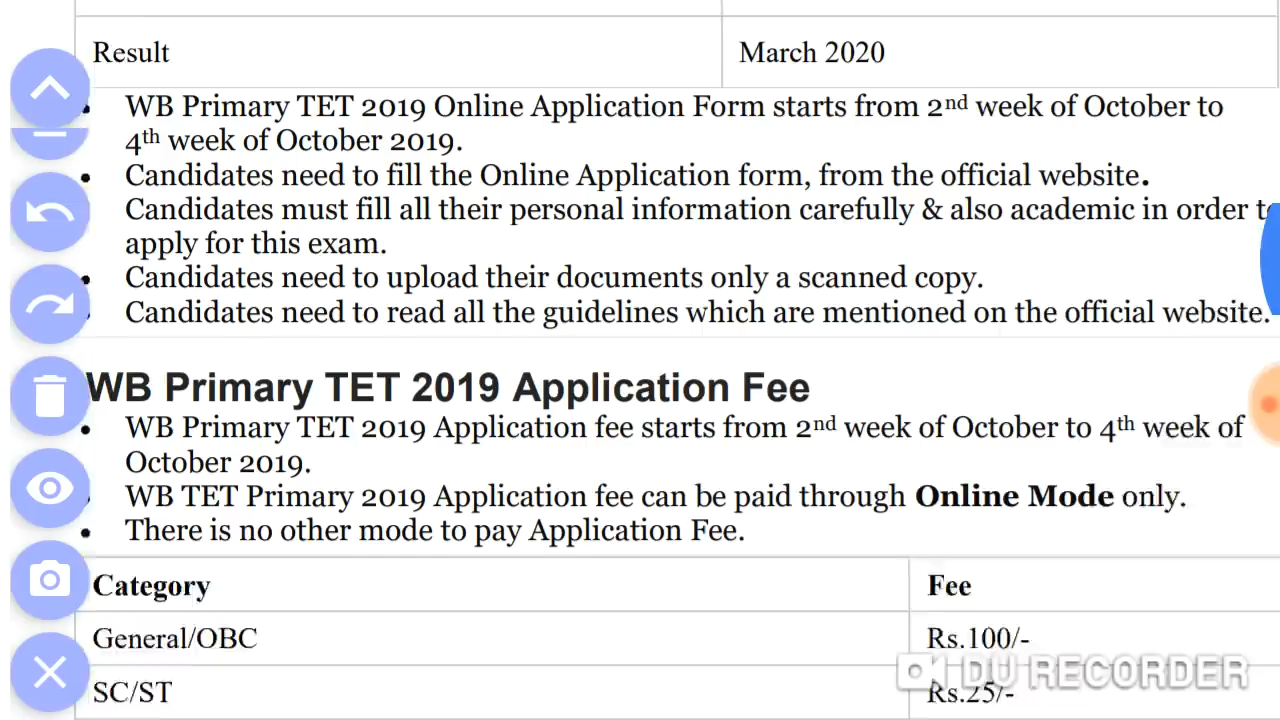 Result March 2020
WB Primary TET 2019 Online Application Form starts from 2nd week of October to
4th week of October 2019.
Candidates need to fill the Online Application form, from the official website.
Candidates must fill all their personal information carefully & also academic in order to
apply for this exam.
Candidates need to upload their documents only a scanned copy.
Candidates need to read all the guidelines which are mentioned on the official website.
WB Primary TET 2019 Application Fee
WB Primary TET 2019 Application fee starts from 2nd week of October to 4th week of
October 2019.
WB TET Primary 2019 Application fee can be paid through Online Mode only.
There is no other mode to pay Application Fee.
Category Fee
General/OBC Rs.100/-
SC/ST Rs.25/-
DU RECORDER